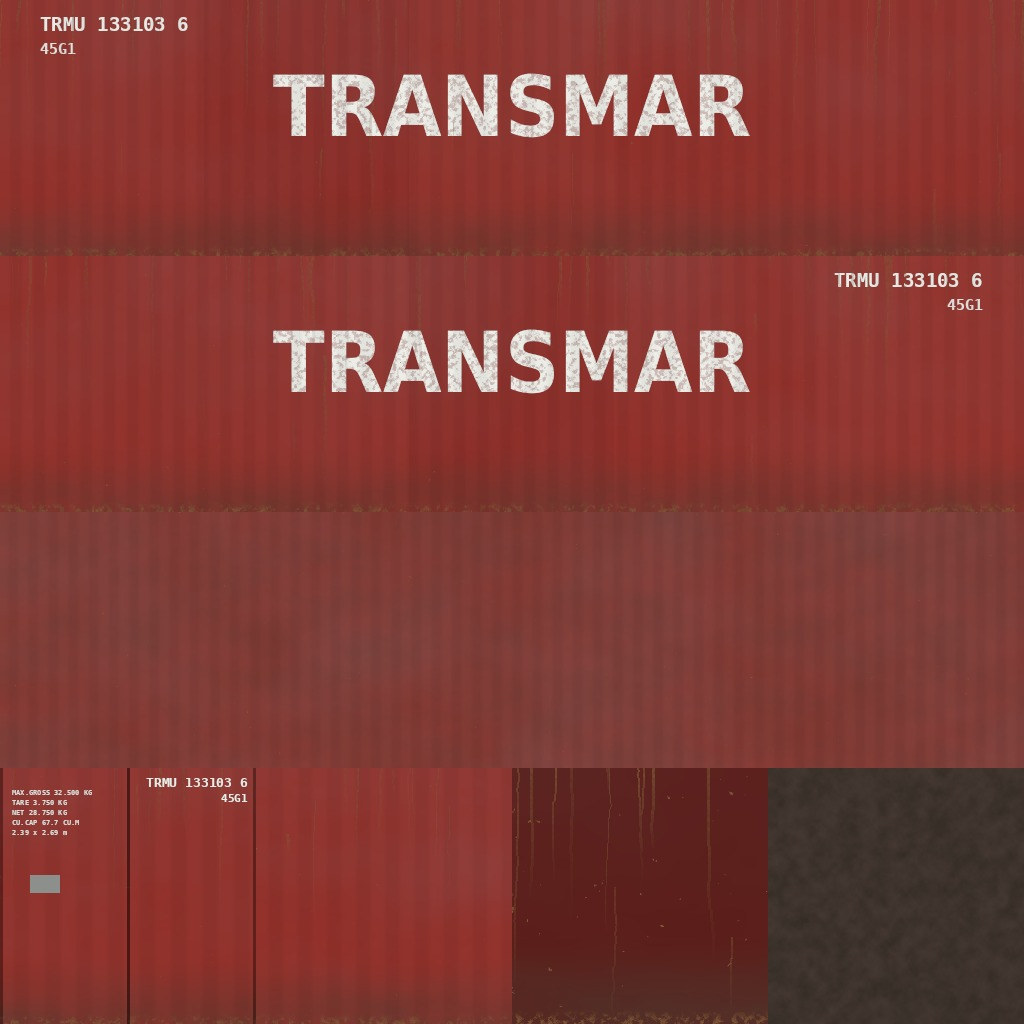 TRMU 133103 6
45G1
TRANSMAR
TRMU 133103 6
45G1
TRANSMAR
MAX.GROSS 32.500 KG
TARE 3.750 KG
NET 28.750 KG
CU.CAP 67.7 CU.M
2.39 x 2.69 m
TRMU 133103 6
45G1